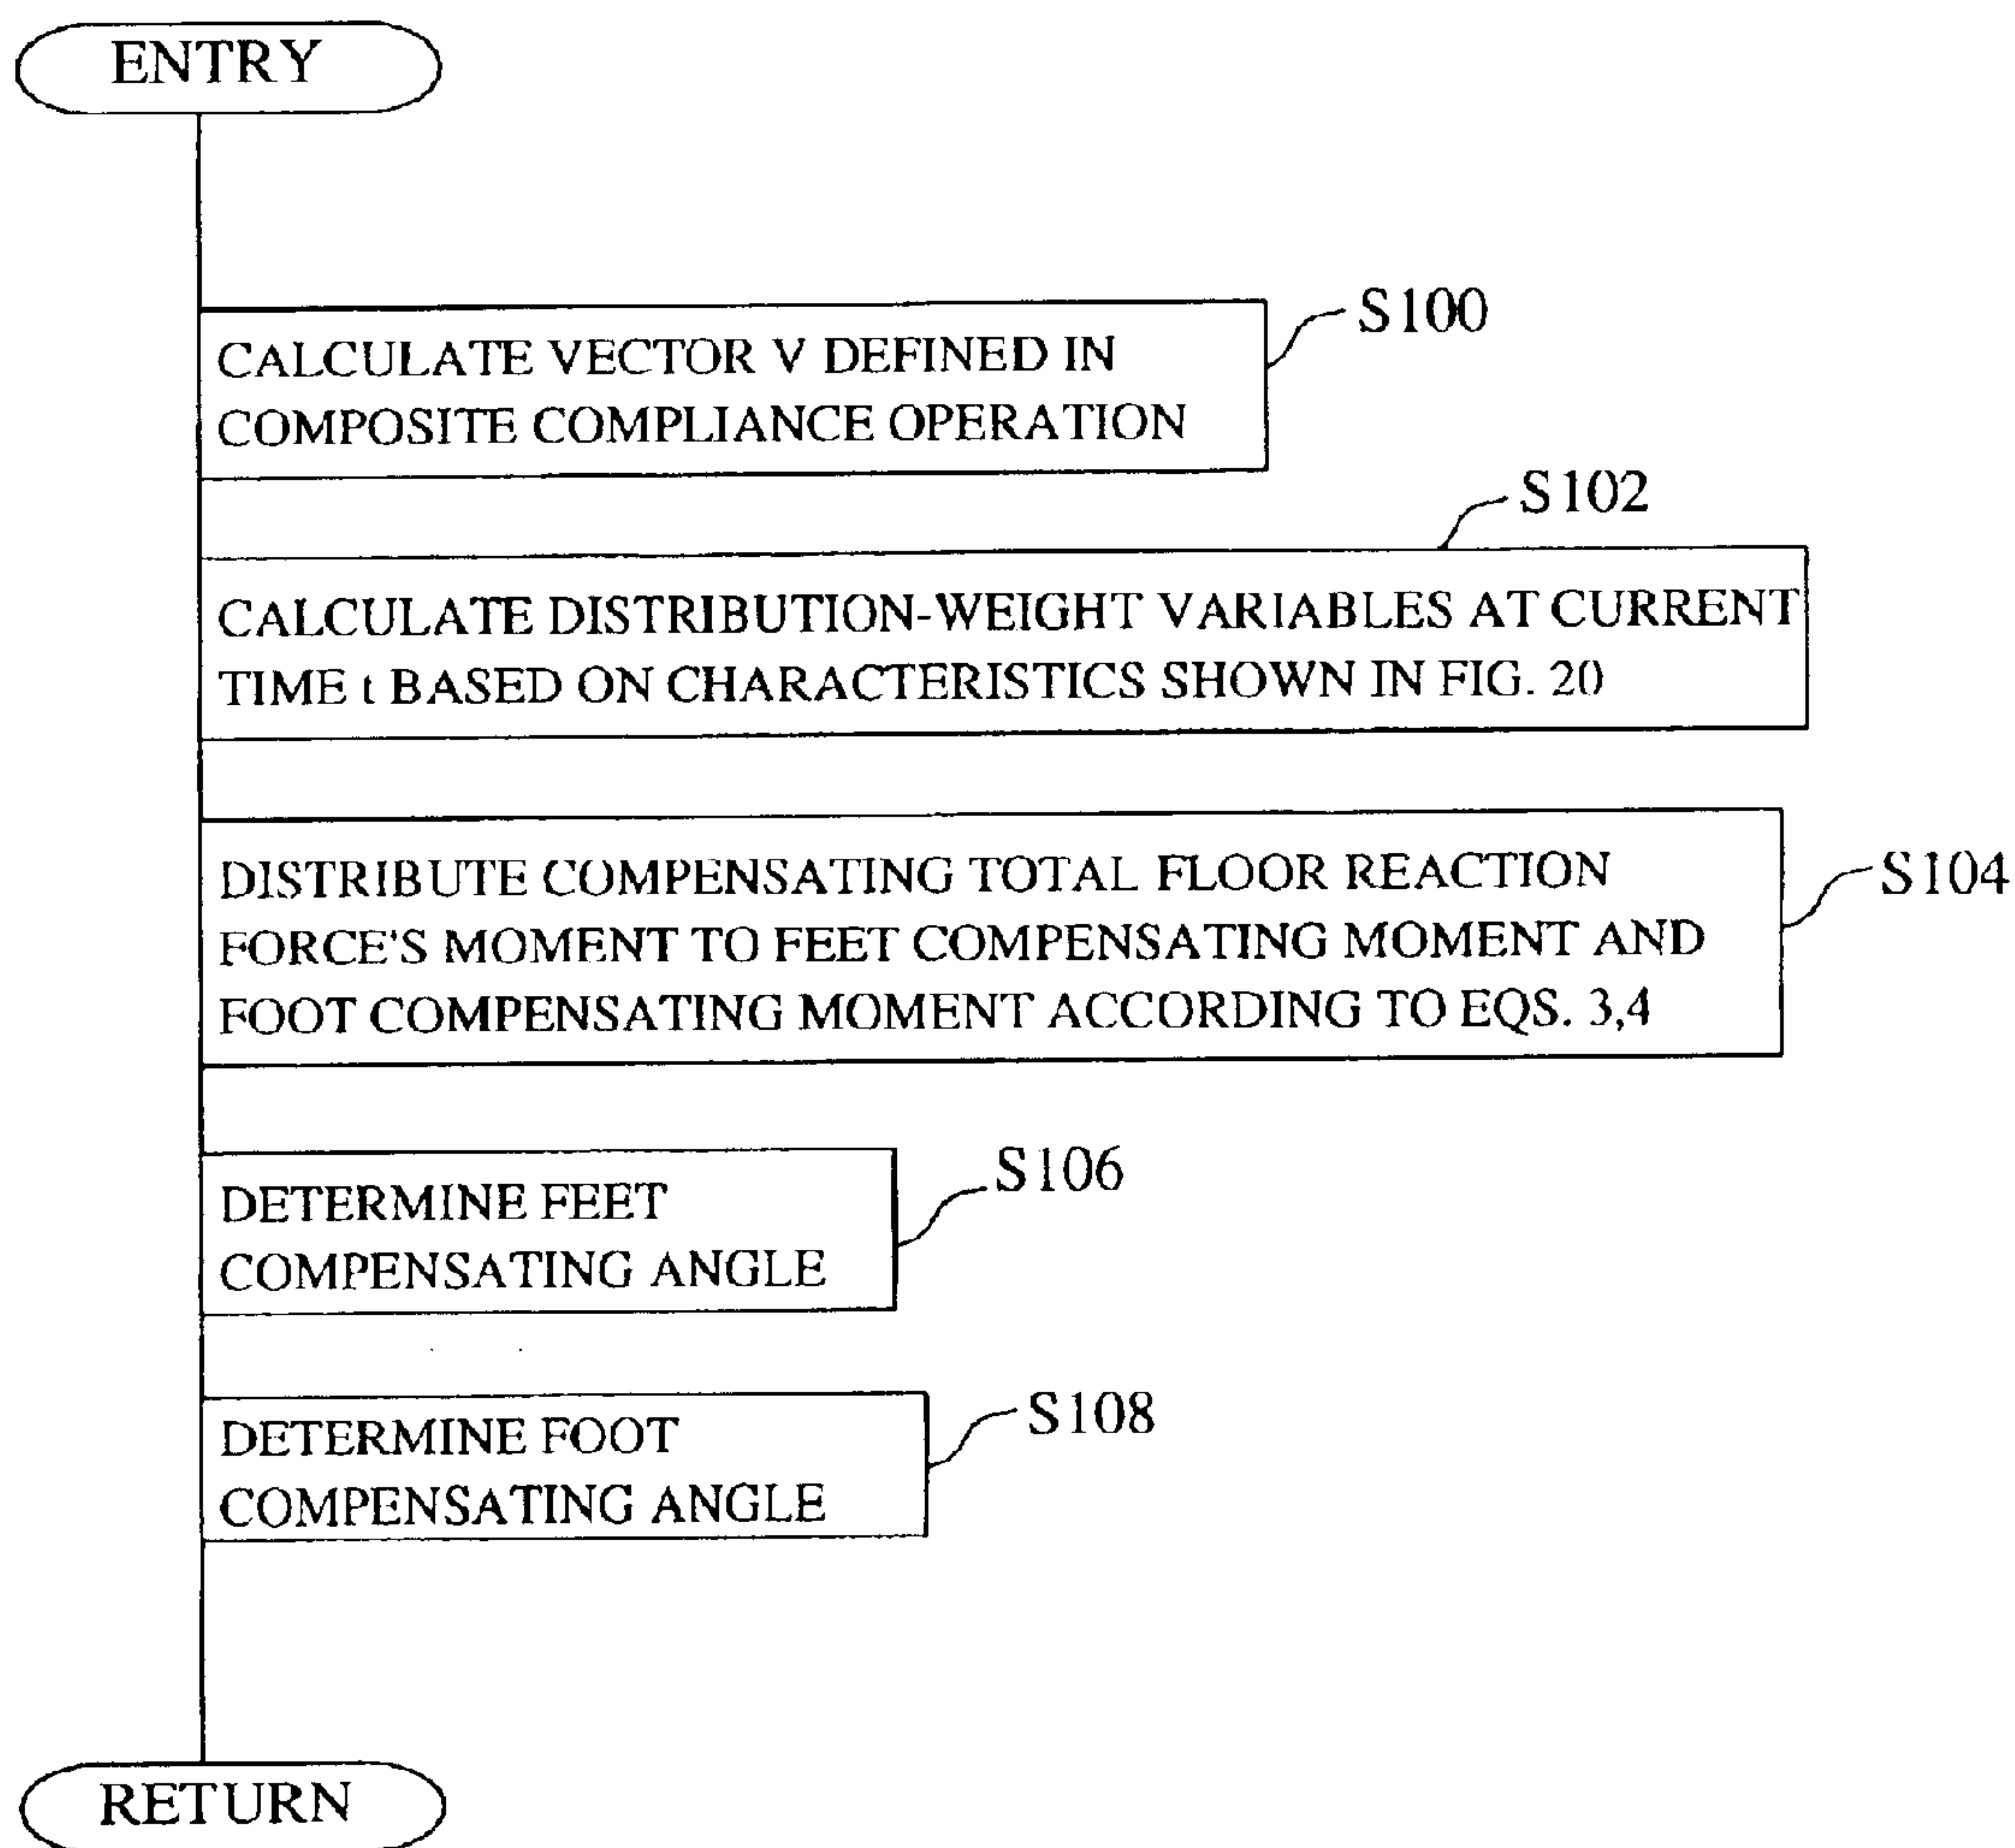 ENTRY
S100
CALCULATE VECTOR V DEFINED IN
COMPOSITE COMPLIANCE OPERATION
S102
CALCULATE DISTRIBUTION-WEIGHT VARIABLES AT CURRENT
TIME t BASED ON CHARACTERISTICS SHOWN IN FIG. 20
S104
DISTRIBUTE COMPENSATING TOTAL FLOOR REACTION
FORCE'S MOMENT TO FEET COMPENSATING MOMENT AND
FOOT COMPENSATING MOMENT ACCORDING TO EQS. 3,4
S106
DETERMINE FEET
COMPENSATING ANGLE
S108
DETERMINE FOOT
COMPENSATING ANGLE
RETURN